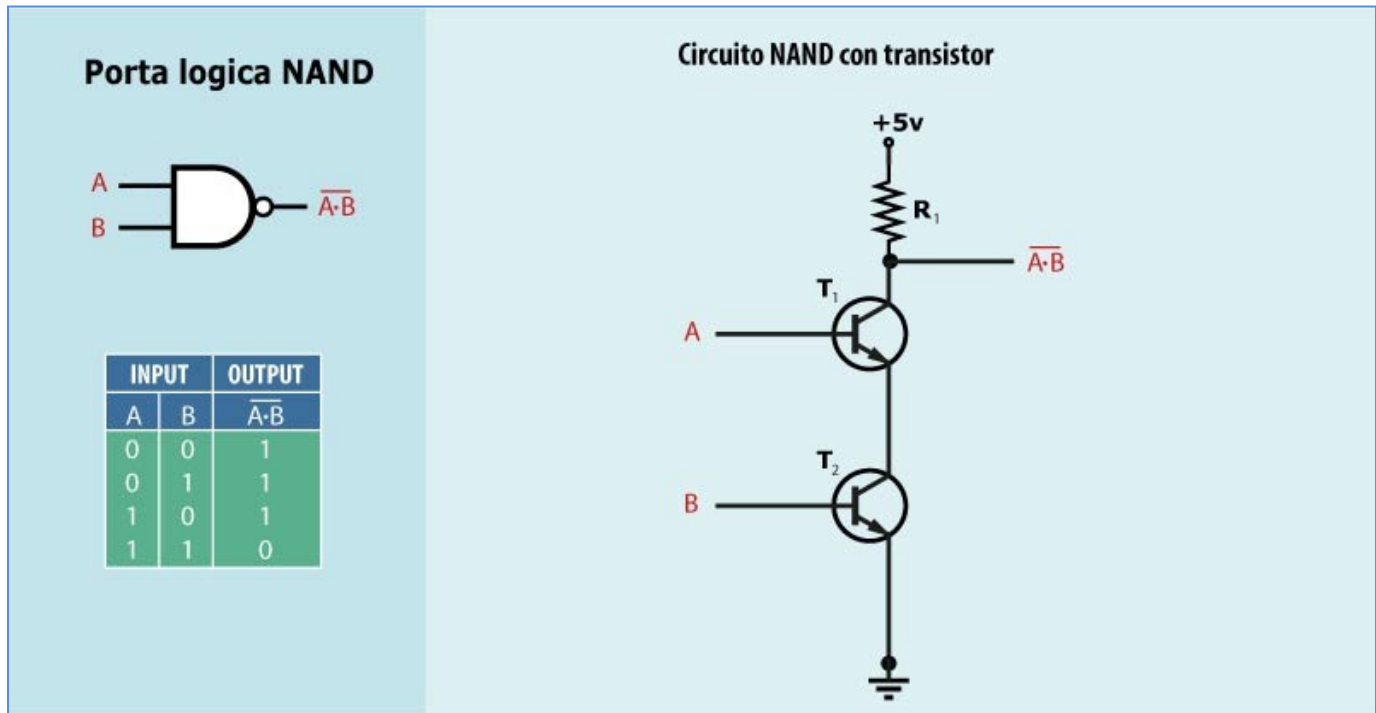 Porta logica NAND
A
B
A·B
INPUT OUTPUT
A B A·B
0 0 1
0 1 1
1 0 1
1 1 0
Circuito NAND con transistor
+5v
R₁
A·B
T₁
A
T₂
B